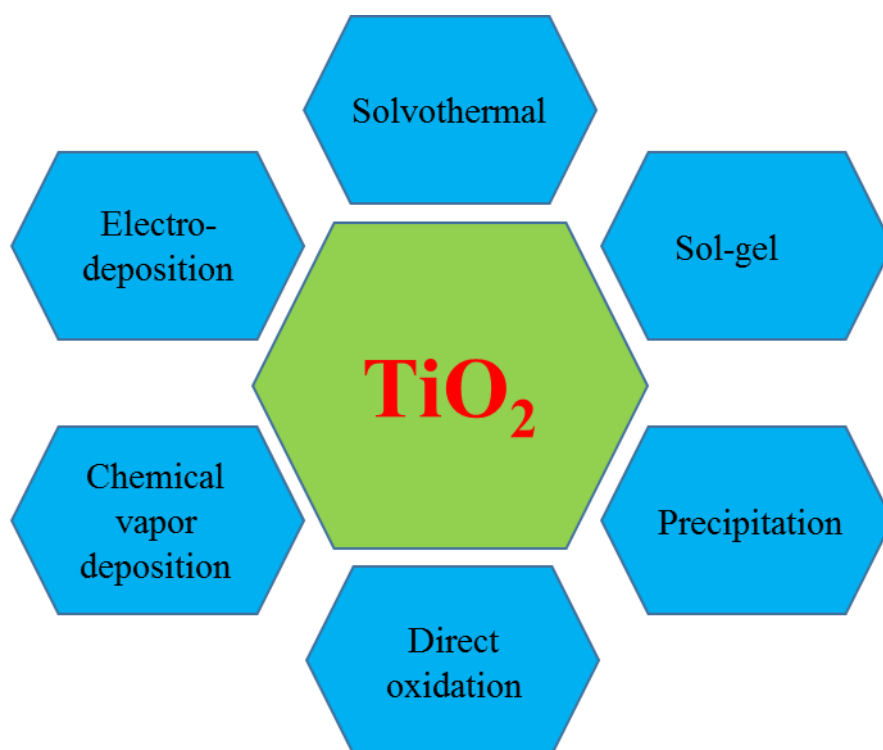 Solvothermal
Electro-
deposition
Sol-gel
TiO₂
Chemical
vapor
deposition
Precipitation
Direct
oxidation